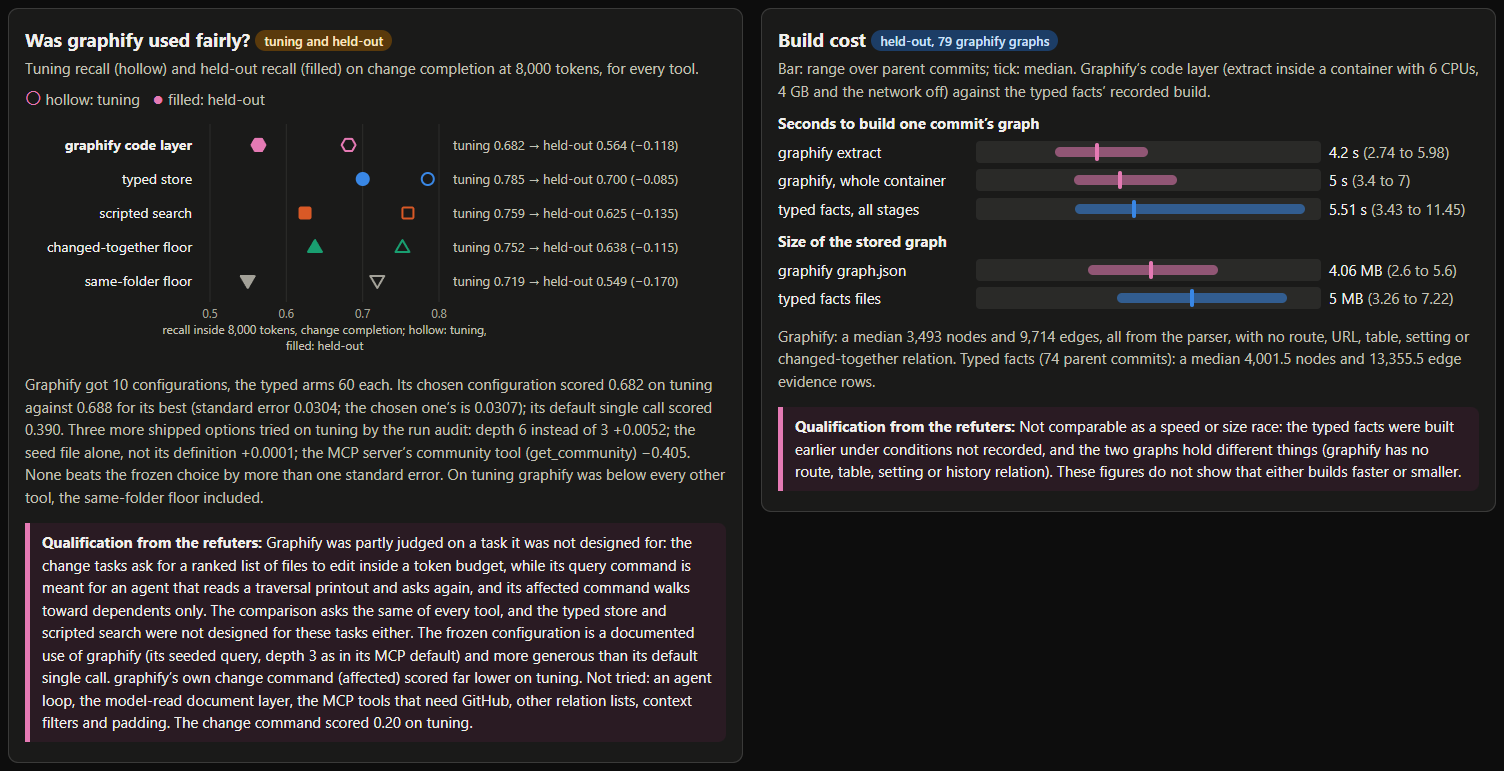 Was graphify used fairly? tuning and held-out
Tuning recall (hollow) and held-out recall (filled) on change completion at 8,000 tokens, for every tool.
hollow: tuning filled: held-out
graphify code layer tuning 0.682 → held-out 0.564 (−0.118)
typed store tuning 0.785 → held-out 0.700 (−0.085)
scripted search tuning 0.759 → held-out 0.625 (−0.135)
changed-together floor tuning 0.752 → held-out 0.638 (−0.115)
same-folder floor tuning 0.719 → held-out 0.549 (−0.170)
0.5 0.6 0.7 0.8
recall inside 8,000 tokens, change completion; hollow: tuning,
filled: held-out
Graphify got 10 configurations, the typed arms 60 each. Its chosen configuration scored 0.682 on tuning
against 0.688 for its best (standard error 0.0304; the chosen one's is 0.0307); its default single call scored
0.390. Three more shipped options tried on tuning by the run audit: depth 6 instead of 3 +0.0052; the
seed file alone, not its definition +0.0001; the MCP server's community tool (get_community) −0.405.
None beats the frozen choice by more than one standard error. On tuning graphify was below every other
tool, the same-folder floor included.
Qualification from the refuters: Graphify was partly judged on a task it was not designed for: the
change tasks ask for a ranked list of files to edit inside a token budget, while its query command is
meant for an agent that reads a traversal printout and asks again, and its affected command walks
toward dependents only. The comparison asks the same of every tool, and the typed store and
scripted search were not designed for these tasks either. The frozen configuration is a documented
use of graphify (its seeded query, depth 3 as in its MCP default) and more generous than its default
single call. graphify's own change command (affected) scored far lower on tuning. Not tried: an agent
loop, the model-read document layer, the MCP tools that need GitHub, other relation lists, context
filters and padding. The change command scored 0.20 on tuning.
Build cost held-out, 79 graphify graphs
Bar: range over parent commits; tick: median. Graphify's code layer (extract inside a container with 6 CPUs,
4 GB and the network off) against the typed facts' recorded build.
Seconds to build one commit's graph
graphify extract 4.2 s (2.74 to 5.98)
graphify, whole container 5 s (3.4 to 7)
typed facts, all stages 5.51 s (3.43 to 11.45)
Size of the stored graph
graphify graph.json 4.06 MB (2.6 to 5.6)
typed facts files 5 MB (3.26 to 7.22)
Graphify: a median 3,493 nodes and 9,714 edges, all from the parser, with no route, URL, table, setting or
changed-together relation. Typed facts (74 parent commits): a median 4,001.5 nodes and 13,355.5 edge
evidence rows.
Qualification from the refuters: Not comparable as a speed or size race: the typed facts were built
earlier under conditions not recorded, and the two graphs hold different things (graphify has no
route, table, setting or history relation). These figures do not show that either builds faster or smaller.